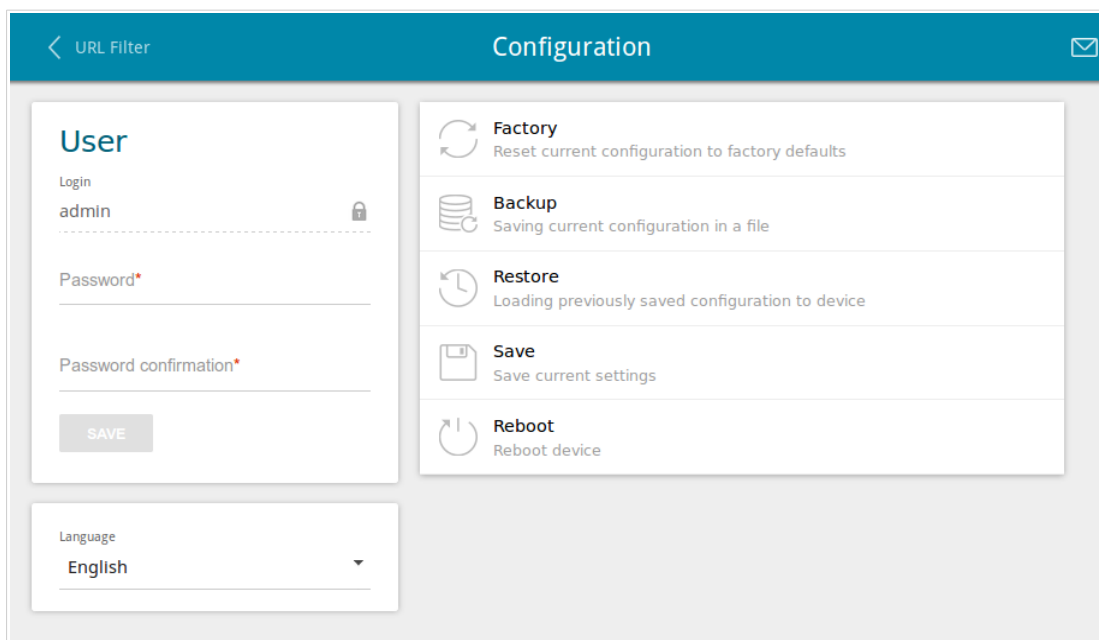 URL Filter
Configuration
User
Login
admin
Password*
Password confirmation*
SAVE
Language
English
Factory
Reset current configuration to factory defaults
Backup
Saving current configuration in a file
Restore
Loading previously saved configuration to device
Save
Save current settings
Reboot
Reboot device